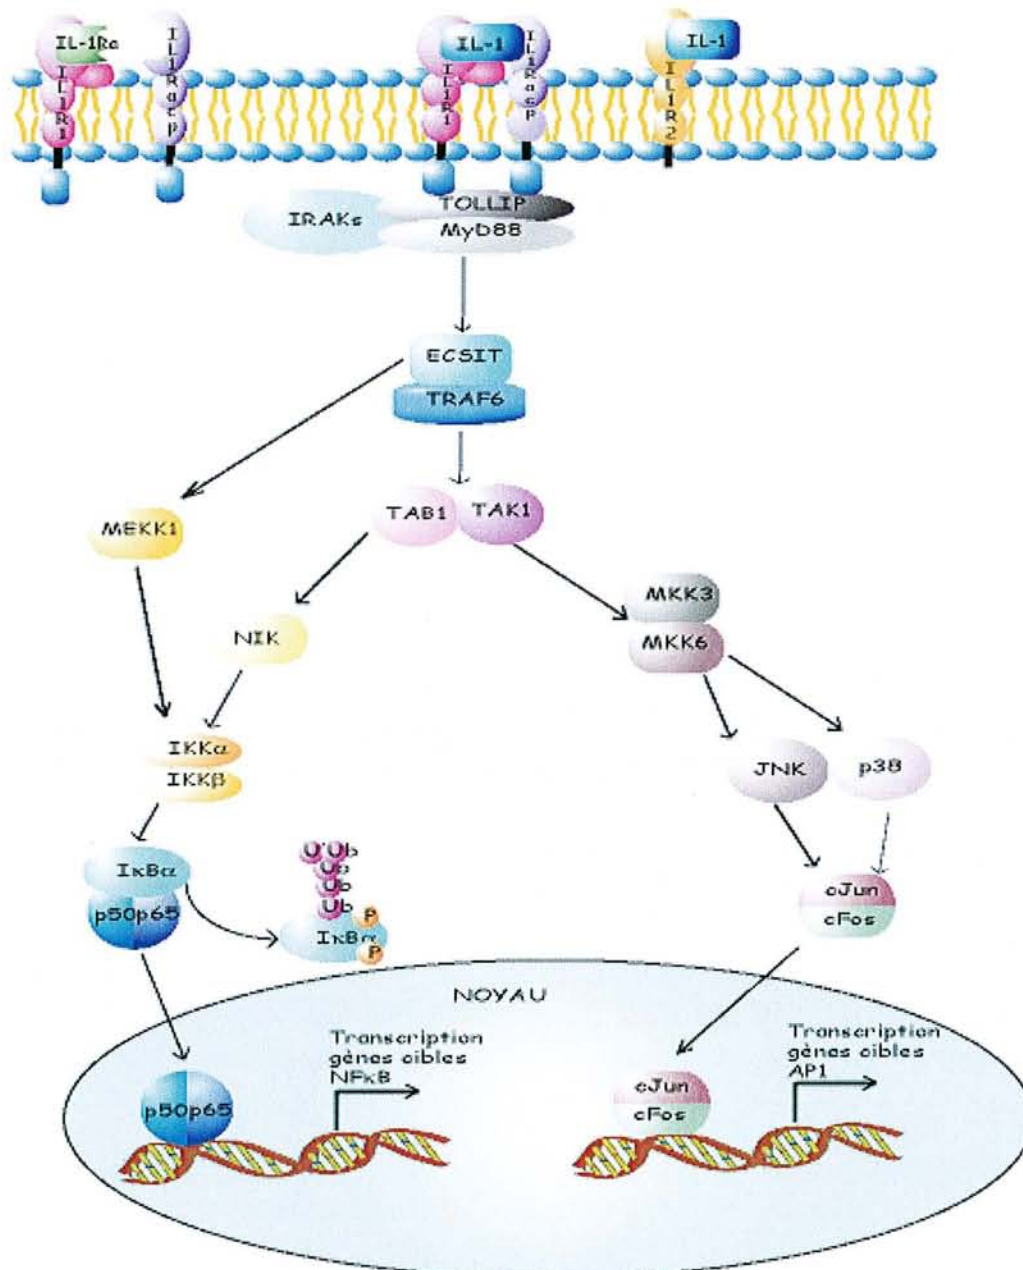 IL-1Ra
IL1R1
IL1Racp
IL-1
IL1R1
IL1Racp
IL-1
IL1R2
TOLLIP
IRAKs
MyD88
ECSIT
TRAF6
MEKK1
TAB1
TAK1
NIK
MKK3
MKK6
IKKα
IKKβ
JNK
p38
IκBα
p50p65
Ub
Ub
Ub
Ub
IκBα
P
P
cJun
cFos
NOYAU
Transcription
gènes cibles
NFκB
Transcription
gènes cibles
AP1
p50p65
cJun
cFos